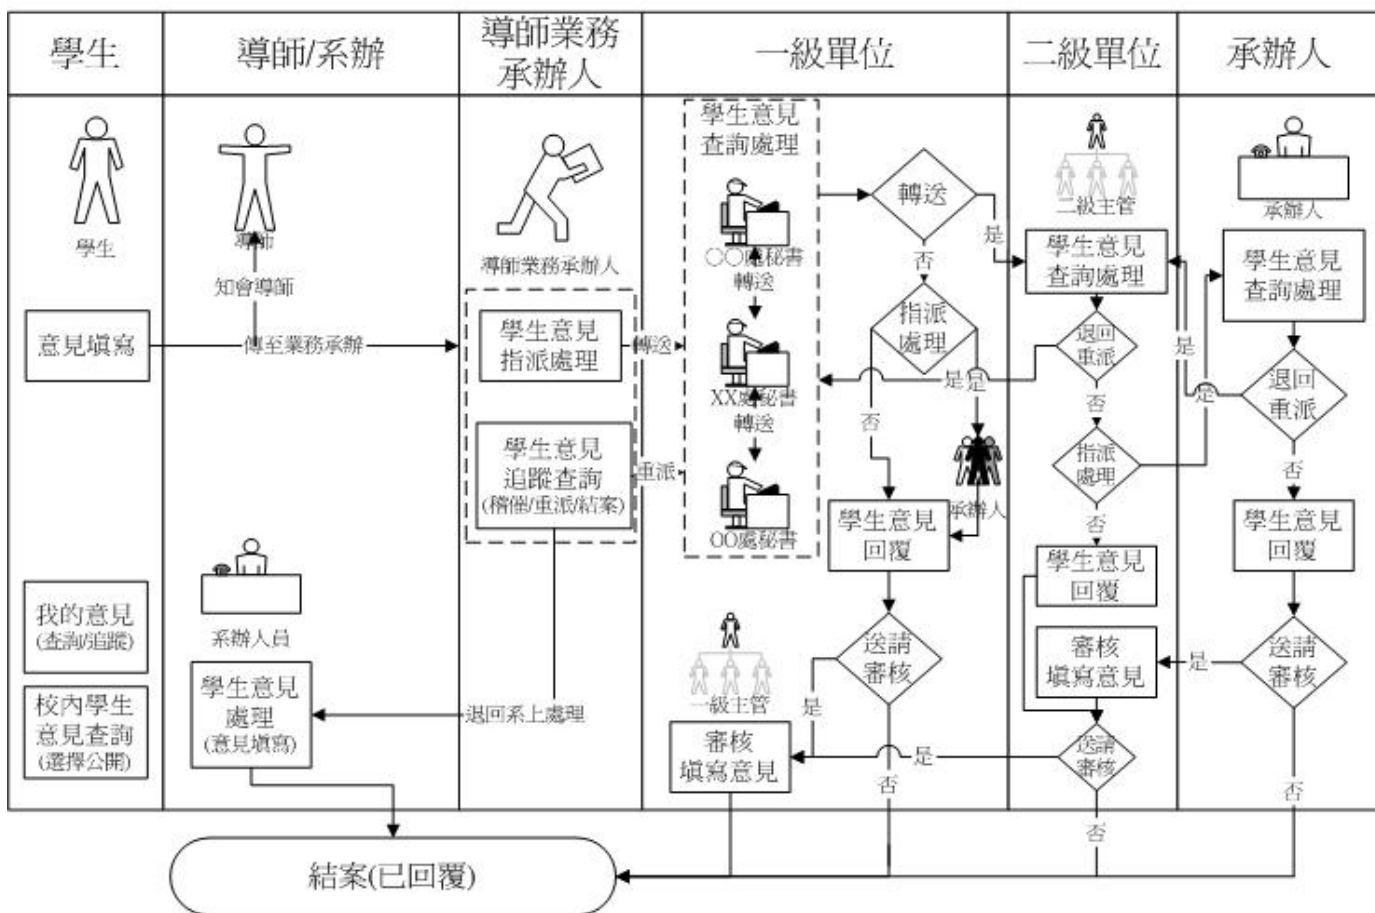 學生
導師/系辦
導師業務
承辦人
一級單位
二級單位
承辦人
學生
意見填寫
我的意見
(查詢/追蹤)
校內學生
意見查詢
(選擇公開)
導師
知會導師
傳至業務承辦
系辦人員
學生意見
處理
(意見填寫)
導師業務承辦人
學生意見
指派處理
學生意見
追蹤查詢
(稽催/重派/結案)
退回系上處理
轉送
重派
學生意見
查詢處理
○○處秘書
轉送
XX處秘書
轉送
OO處秘書
一級主管
審核
填寫意見
轉送
是
否
指派
處理
是
否
承辦人
學生意見
回覆
送請
審核
是
否
二級主管
學生意見
查詢處理
退回
重派
是
否
指派
處理
是
否
學生意見
回覆
審核
填寫意見
送請
審核
是
否
承辦人
學生意見
查詢處理
退回
重派
是
否
學生意見
回覆
送請
審核
是
否
結案(已回覆)